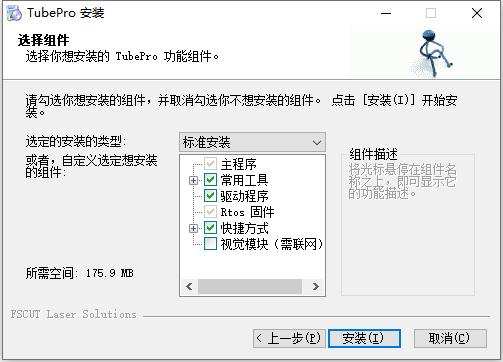 TubePro 安装
选择组件
选择你想安装的 TubePro 功能组件。
请勾选你想安装的组件，并取消勾选你不想安装的组件。 点击 [安装(I)] 开始安
装。
选定的安装的类型:
标准安装
或者，自定义选定想安装
的组件:
主程序
常用工具
驱动程序
Rtos 固件
快捷方式
视觉模块（需联网）
组件描述
将光标悬停在组件名
称之上，即可显示它
的功能描述。
所需空间: 175.9 MB
FSCUT Laser Solutions
< 上一步(P)
安装(I)
取消(C)